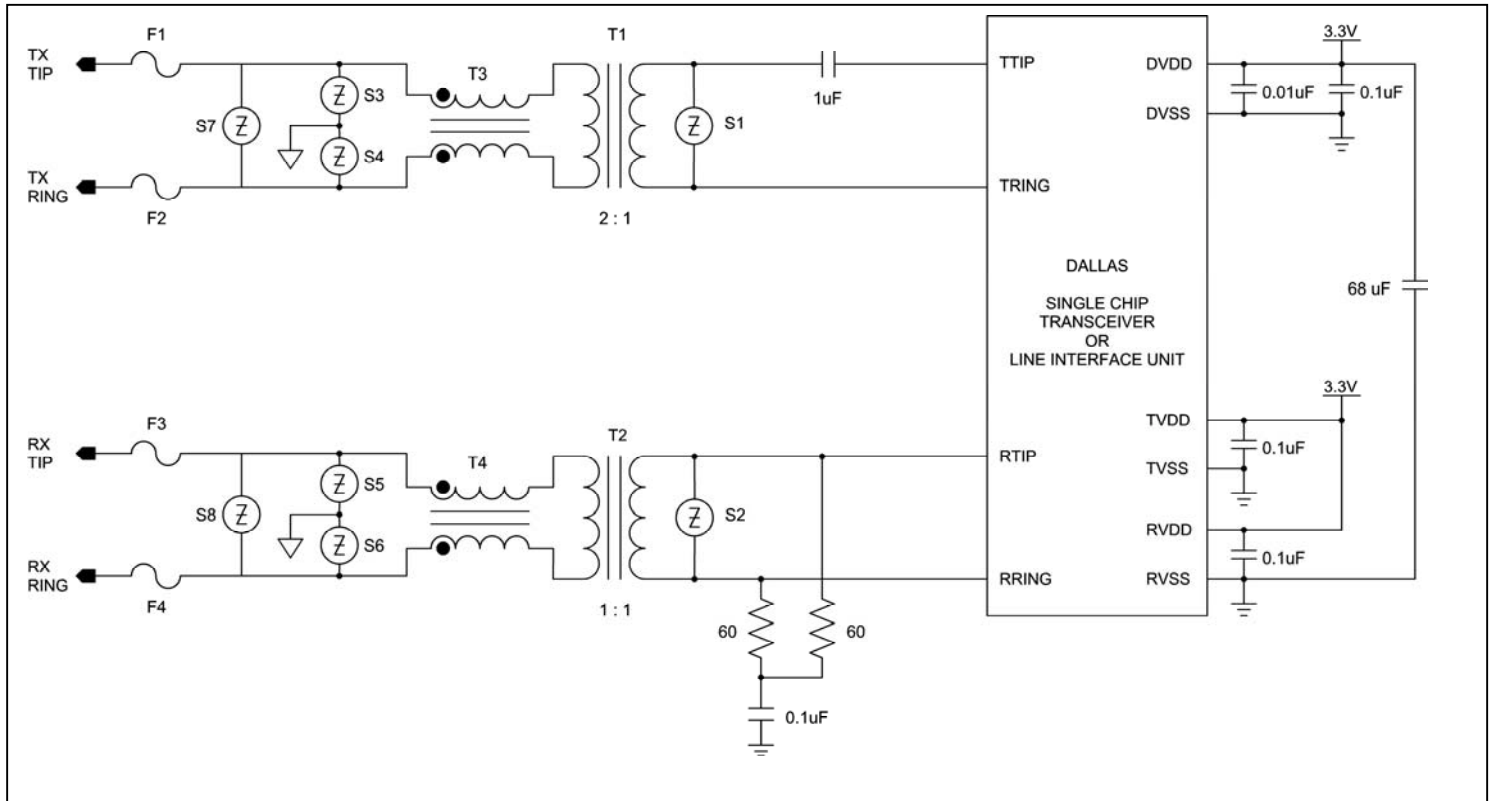 F1
TX
TIP
T1
T3
S3
S7
S4
TX
RING
F2
2 : 1
S1
1uF
TTIP
TRING
DALLAS
SINGLE CHIP
TRANSCEIVER
OR
LINE INTERFACE UNIT
DVDD
DVSS
3.3V
0.01uF
0.1uF
68 uF
F3
RX
TIP
T2
T4
S5
S8
S6
RX
RING
F4
1 : 1
S2
RTIP
RRING
60
60
0.1uF
3.3V
TVDD
0.1uF
TVSS
RVDD
0.1uF
RVSS